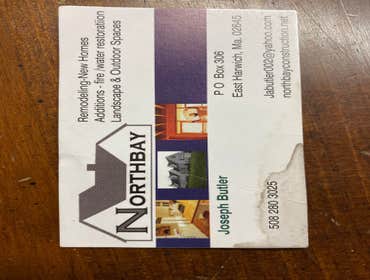 Remodeling-New Homes
Additions - fire /water restoration
Landscape & Outdoor Spaces
NORTHBAY
Joseph Butler
508 280 3025
P O Box 306
East Harwich, Ma. 02645
Jabutler002@yahoo.com
northbayconstruction.net